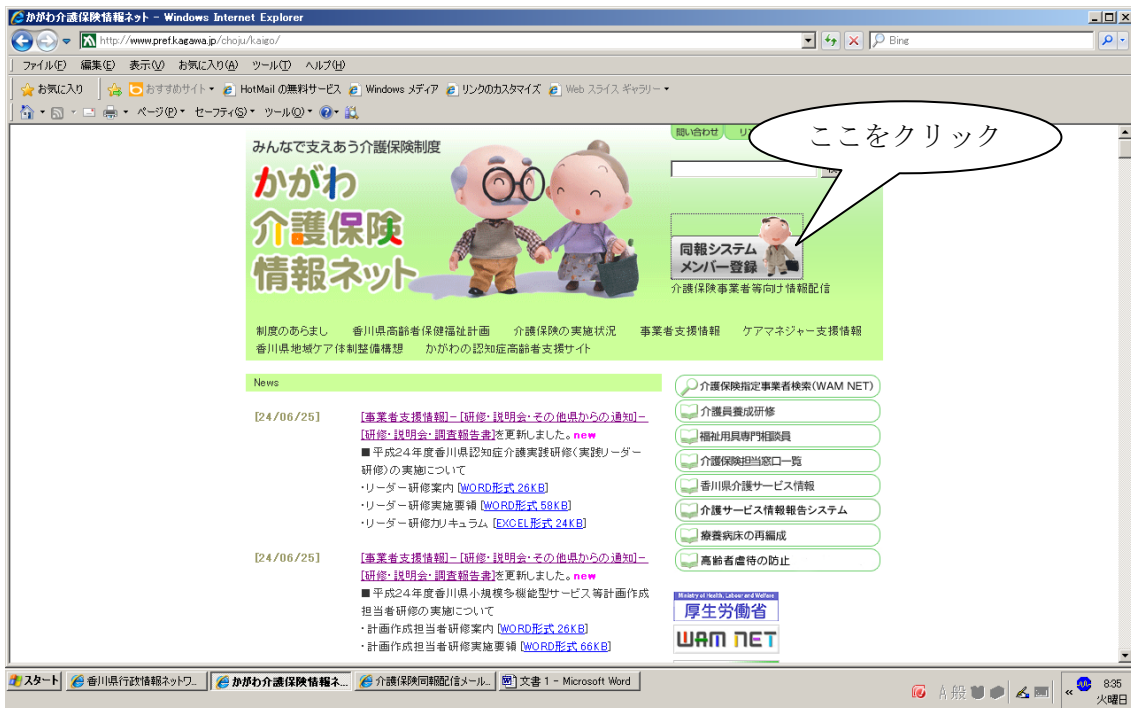 かがわ介護保険情報ネット - Windows Internet Explorer
http://www.pref.kagawa.jp/choju/kaigo/
Bing
ファイル(F) 編集(E) 表示(V) お気に入り(A) ツール(T) ヘルプ(H)
お気に入り おすすめサイト HotMail の無料サービス Windows メディア リンクのカスタマイズ Web スライス ギャラリー
ページ(P) セーフティ(S) ツール(O)
問い合わせ
ここをクリック
みんなで支えあう介護保険制度
かがわ
介護保険
情報ネット
同報システム
メンバー登録
介護保険事業者等向け情報配信
制度のあらまし 香川県高齢者保健福祉計画 介護保険の実施状況 事業者支援情報 ケアマネジャー支援情報
香川県地域ケア体制整備構想 かがわの認知症高齢者支援サイト
News
[24/06/25] [事業者支援情報]-[研修・説明会・その他県からの通知]-
[研修・説明会・調査報告書]を更新しました。new
■平成24年度香川県認知症介護実践研修(実践リーダー
研修)の実施について
・リーダー研修案内 [WORD形式 26KB]
・リーダー研修実施要領 [WORD形式 58KB]
・リーダー研修カリキュラム [EXCEL形式 24KB]
[24/06/25] [事業者支援情報]-[研修・説明会・その他県からの通知]-
[研修・説明会・調査報告書]を更新しました。new
■平成24年度香川県小規模多機能型サービス等計画作成
担当者研修の実施について
・計画作成担当者研修案内 [WORD形式 26KB]
・計画作成担当者研修実施要領 [WORD形式 66KB]
介護保険指定事業者検索(WAM NET)
介護員養成研修
福祉用具専門相談員
介護保険担当窓口一覧
香川県介護サービス情報
介護サービス情報報告システム
療養病床の再編成
高齢者虐待の防止
Ministry of Health, Labour and Welfare
厚生労働省
WAM NET
スタート 香川県行政情報ネットワ... かがわ介護保険情報ネ... 介護保険同報配信メール... 文書 1 - Microsoft Word
A 般
8:35
火曜日